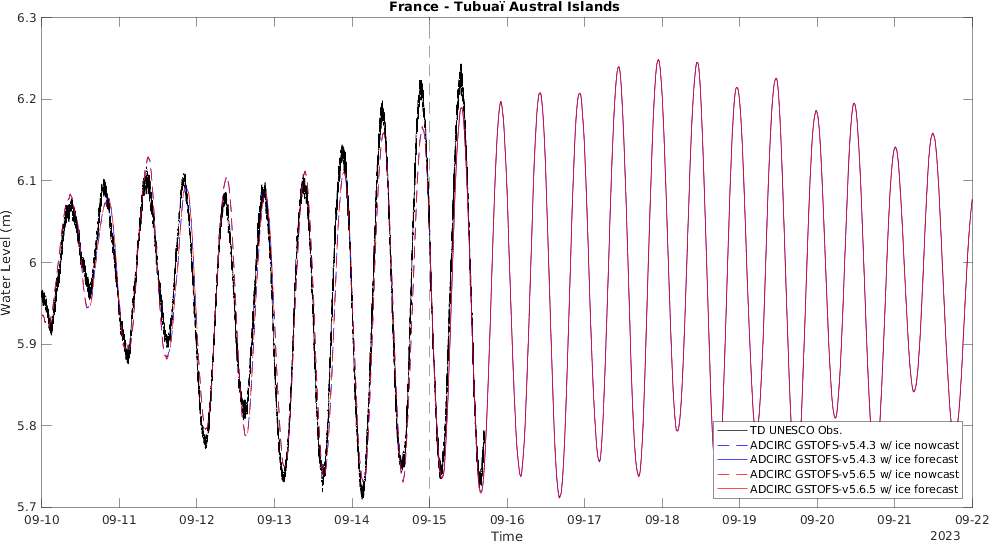 France - Tubuaï Austral Islands
6.3
6.2
6.1
6
5.9
5.8
5.7
Water Level (m)
TD UNESCO Obs.
ADCIRC GSTOFS-v5.4.3 w/ ice nowcast
ADCIRC GSTOFS-v5.4.3 w/ ice forecast
ADCIRC GSTOFS-v5.6.5 w/ ice nowcast
ADCIRC GSTOFS-v5.6.5 w/ ice forecast
09-10 09-11 09-12 09-13 09-14 09-15 09-16 09-17 09-18 09-19 09-20 09-21 09-22
Time
2023